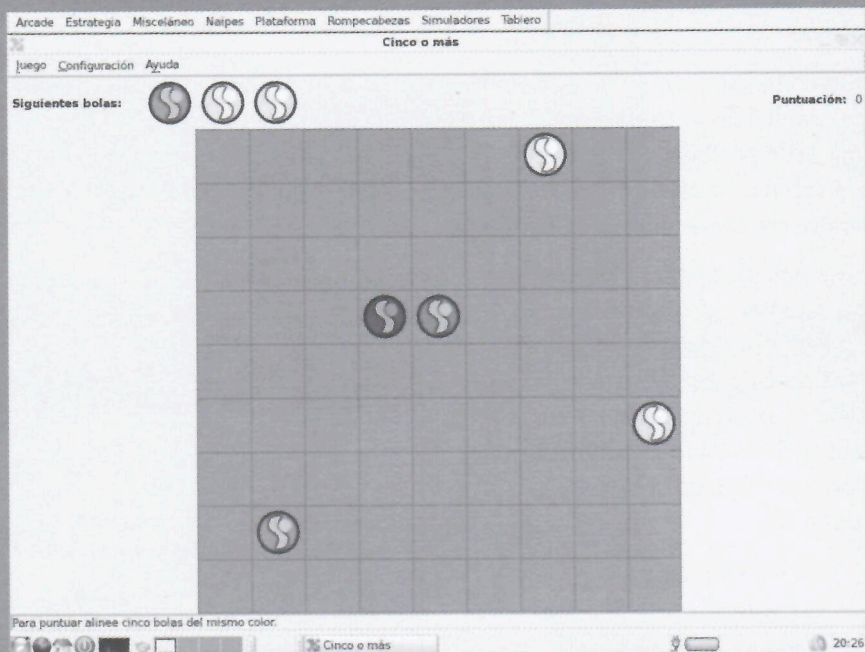 Arcade Estrategia Misceláneo Naipes Plataforma Rompecabezas Simuladores Tablero
Cinco o más
Juego Configuración Ayuda
Siguientes bolas:
Puntuación: 0
Para puntuar alinee cinco bolas del mismo color.
Cinco o más
20:26